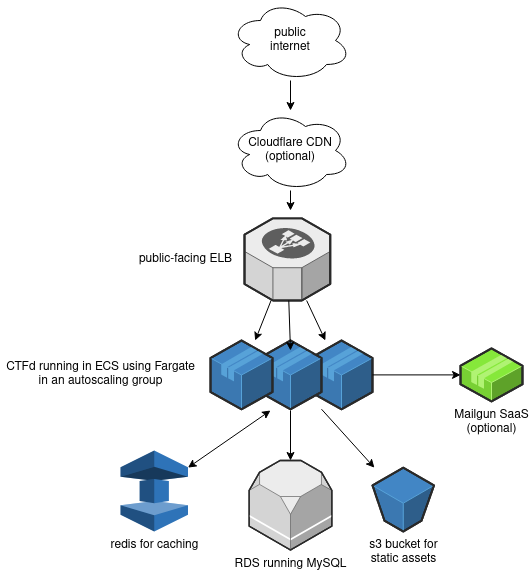 public
internet
Cloudflare CDN
(optional)
public-facing ELB
CTFd running in ECS using Fargate
in an autoscaling group
Mailgun SaaS
(optional)
redis for caching
RDS running MySQL
s3 bucket for
static assets